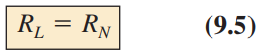 R_L = R_N (9.5)